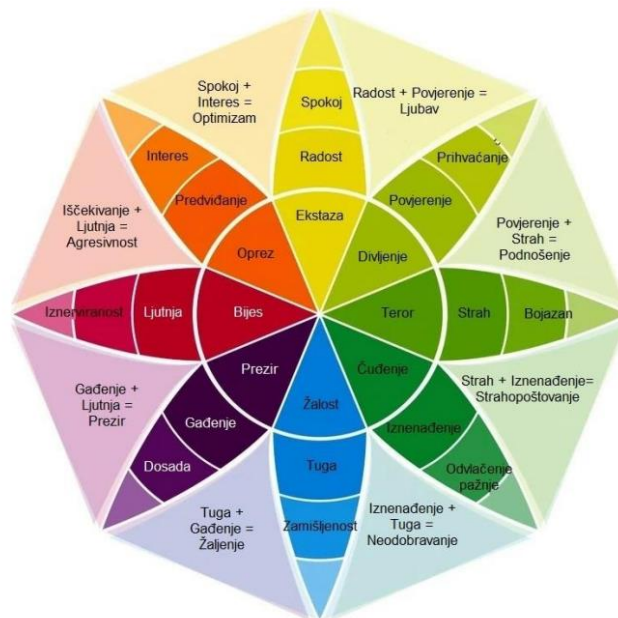 Spokoj +
Interes =
Optimizam
Spokoj
Radost
Ekstaza
Radost + Povjerenje =
Ljubav
Prihvaćanje
Povjerenje
Divljenje
Povjerenje +
Strah =
Podnošenje
Teror
Strah
Bojazan
Strah + Iznenađenje=
Strahopoštovanje
Čuđenje
Iznenađenje
Odvlačenje
pažnje
Iznenađenje +
Tuga =
Neodobravanje
Žalost
Tuga
Zamišljenost
Tuga +
Gađenje =
Žaljenje
Prezir
Gađenje
Dosada
Gađenje +
Ljutnja =
Prezir
Bijes
Ljutnja
Iznerviranost
Iščekivanje +
Ljutnja =
Agresivnost
Oprez
Predviđanje
Interes